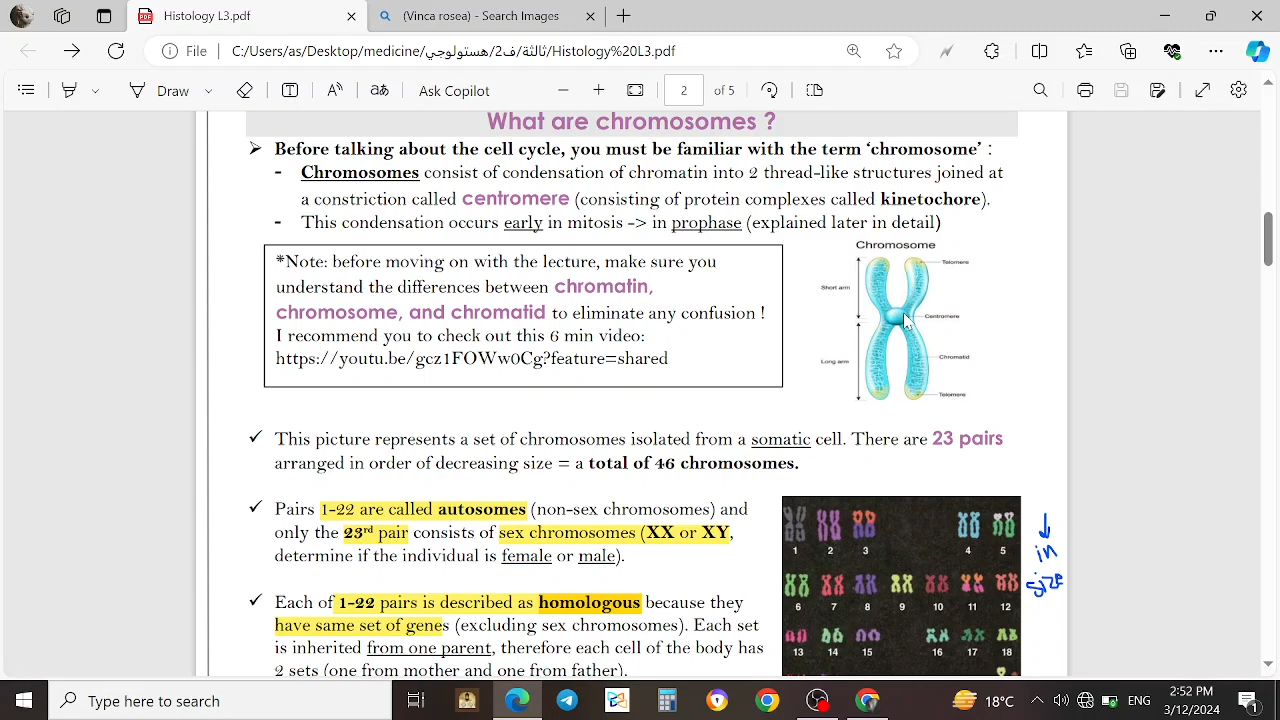 Histology L3.pdf
(Vinca roseus) - Search Images
File
C:/Users/as/Desktop/medicine/ثالثة/ف2/هستولوجي/Histology%20L3.pdf
Draw
Ask Copilot
2 of 5
What are chromosomes ?
➢ Before talking about the cell cycle, you must be familiar with the term ‘chromosome’ :
- Chromosomes consist of condensation of chromatin into 2 thread-like structures joined at
a constriction called centromere (consisting of protein complexes called kinetochore).
- This condensation occurs early in mitosis -> in prophase (explained later in detail)
*Note: before moving on with the lecture, make sure you
understand the differences between chromatin,
chromosome, and chromatid to eliminate any confusion !
I recommend you to check out this 6 min video:
https://youtu.be/gcz1FOWw0Cg?feature=shared
Chromosome
Telomere
Short arm
Centromere
Long arm
Chromatid
Telomere
✓ This picture represents a set of chromosomes isolated from a somatic cell. There are 23 pairs
arranged in order of decreasing size = a total of 46 chromosomes.
✓ Pairs 1-22 are called autosomes (non-sex chromosomes) and
only the 23rd pair consists of sex chromosomes (XX or XY,
determine if the individual is female or male).
✓ Each of 1-22 pairs is described as homologous because they
have same set of genes (excluding sex chromosomes). Each set
is inherited from one parent, therefore each cell of the body has
2 sets (one from mother and one from father).
1 2 3 4 5
6 7 8 9 10 11 12
13 14 15 16 17 18
↓
in
size
Type here to search
18°C
ENG
2:52 PM
3/12/2024